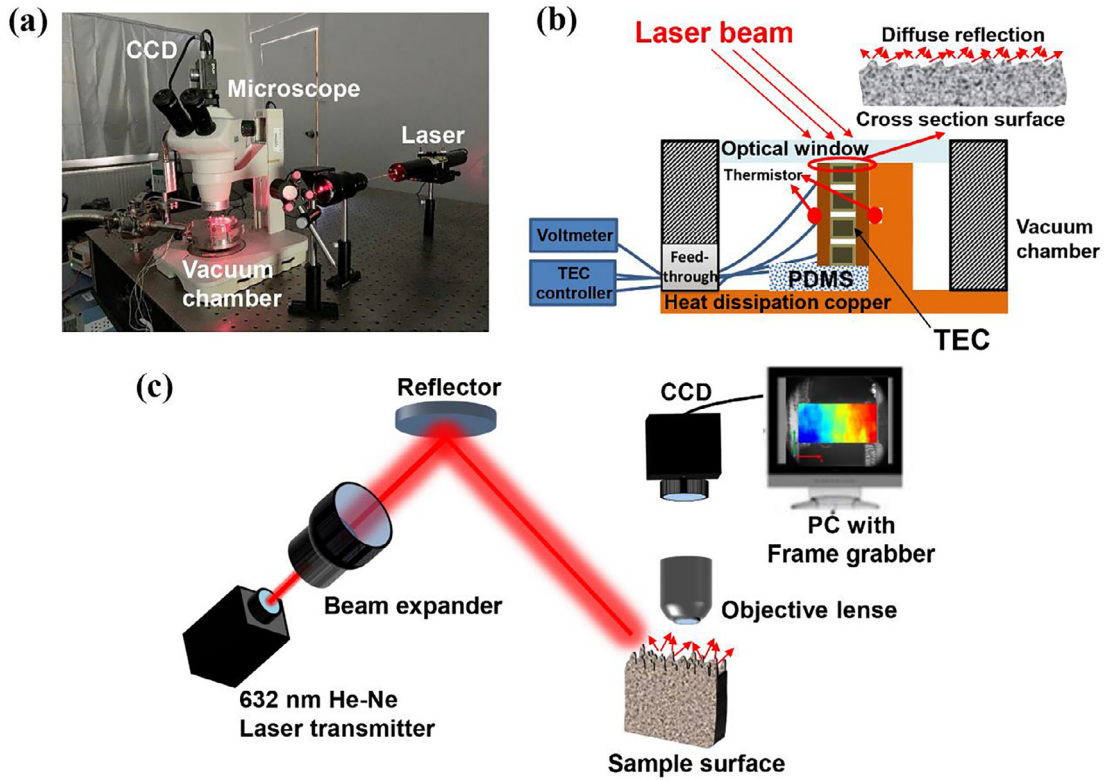 (a)
CCD
Microscope
Laser
Vacuum
chamber
(b)
Laser beam
Diffuse reflection
Cross section surface
Optical window
Thermistor
Voltmeter
TEC
controller
Feed-
through
PDMS
Heat dissipation copper
Vacuum
chamber
TEC
(c)
Reflector
CCD
Beam expander
PC with
Frame grabber
Objective lense
632 nm He-Ne
Laser transmitter
Sample surface